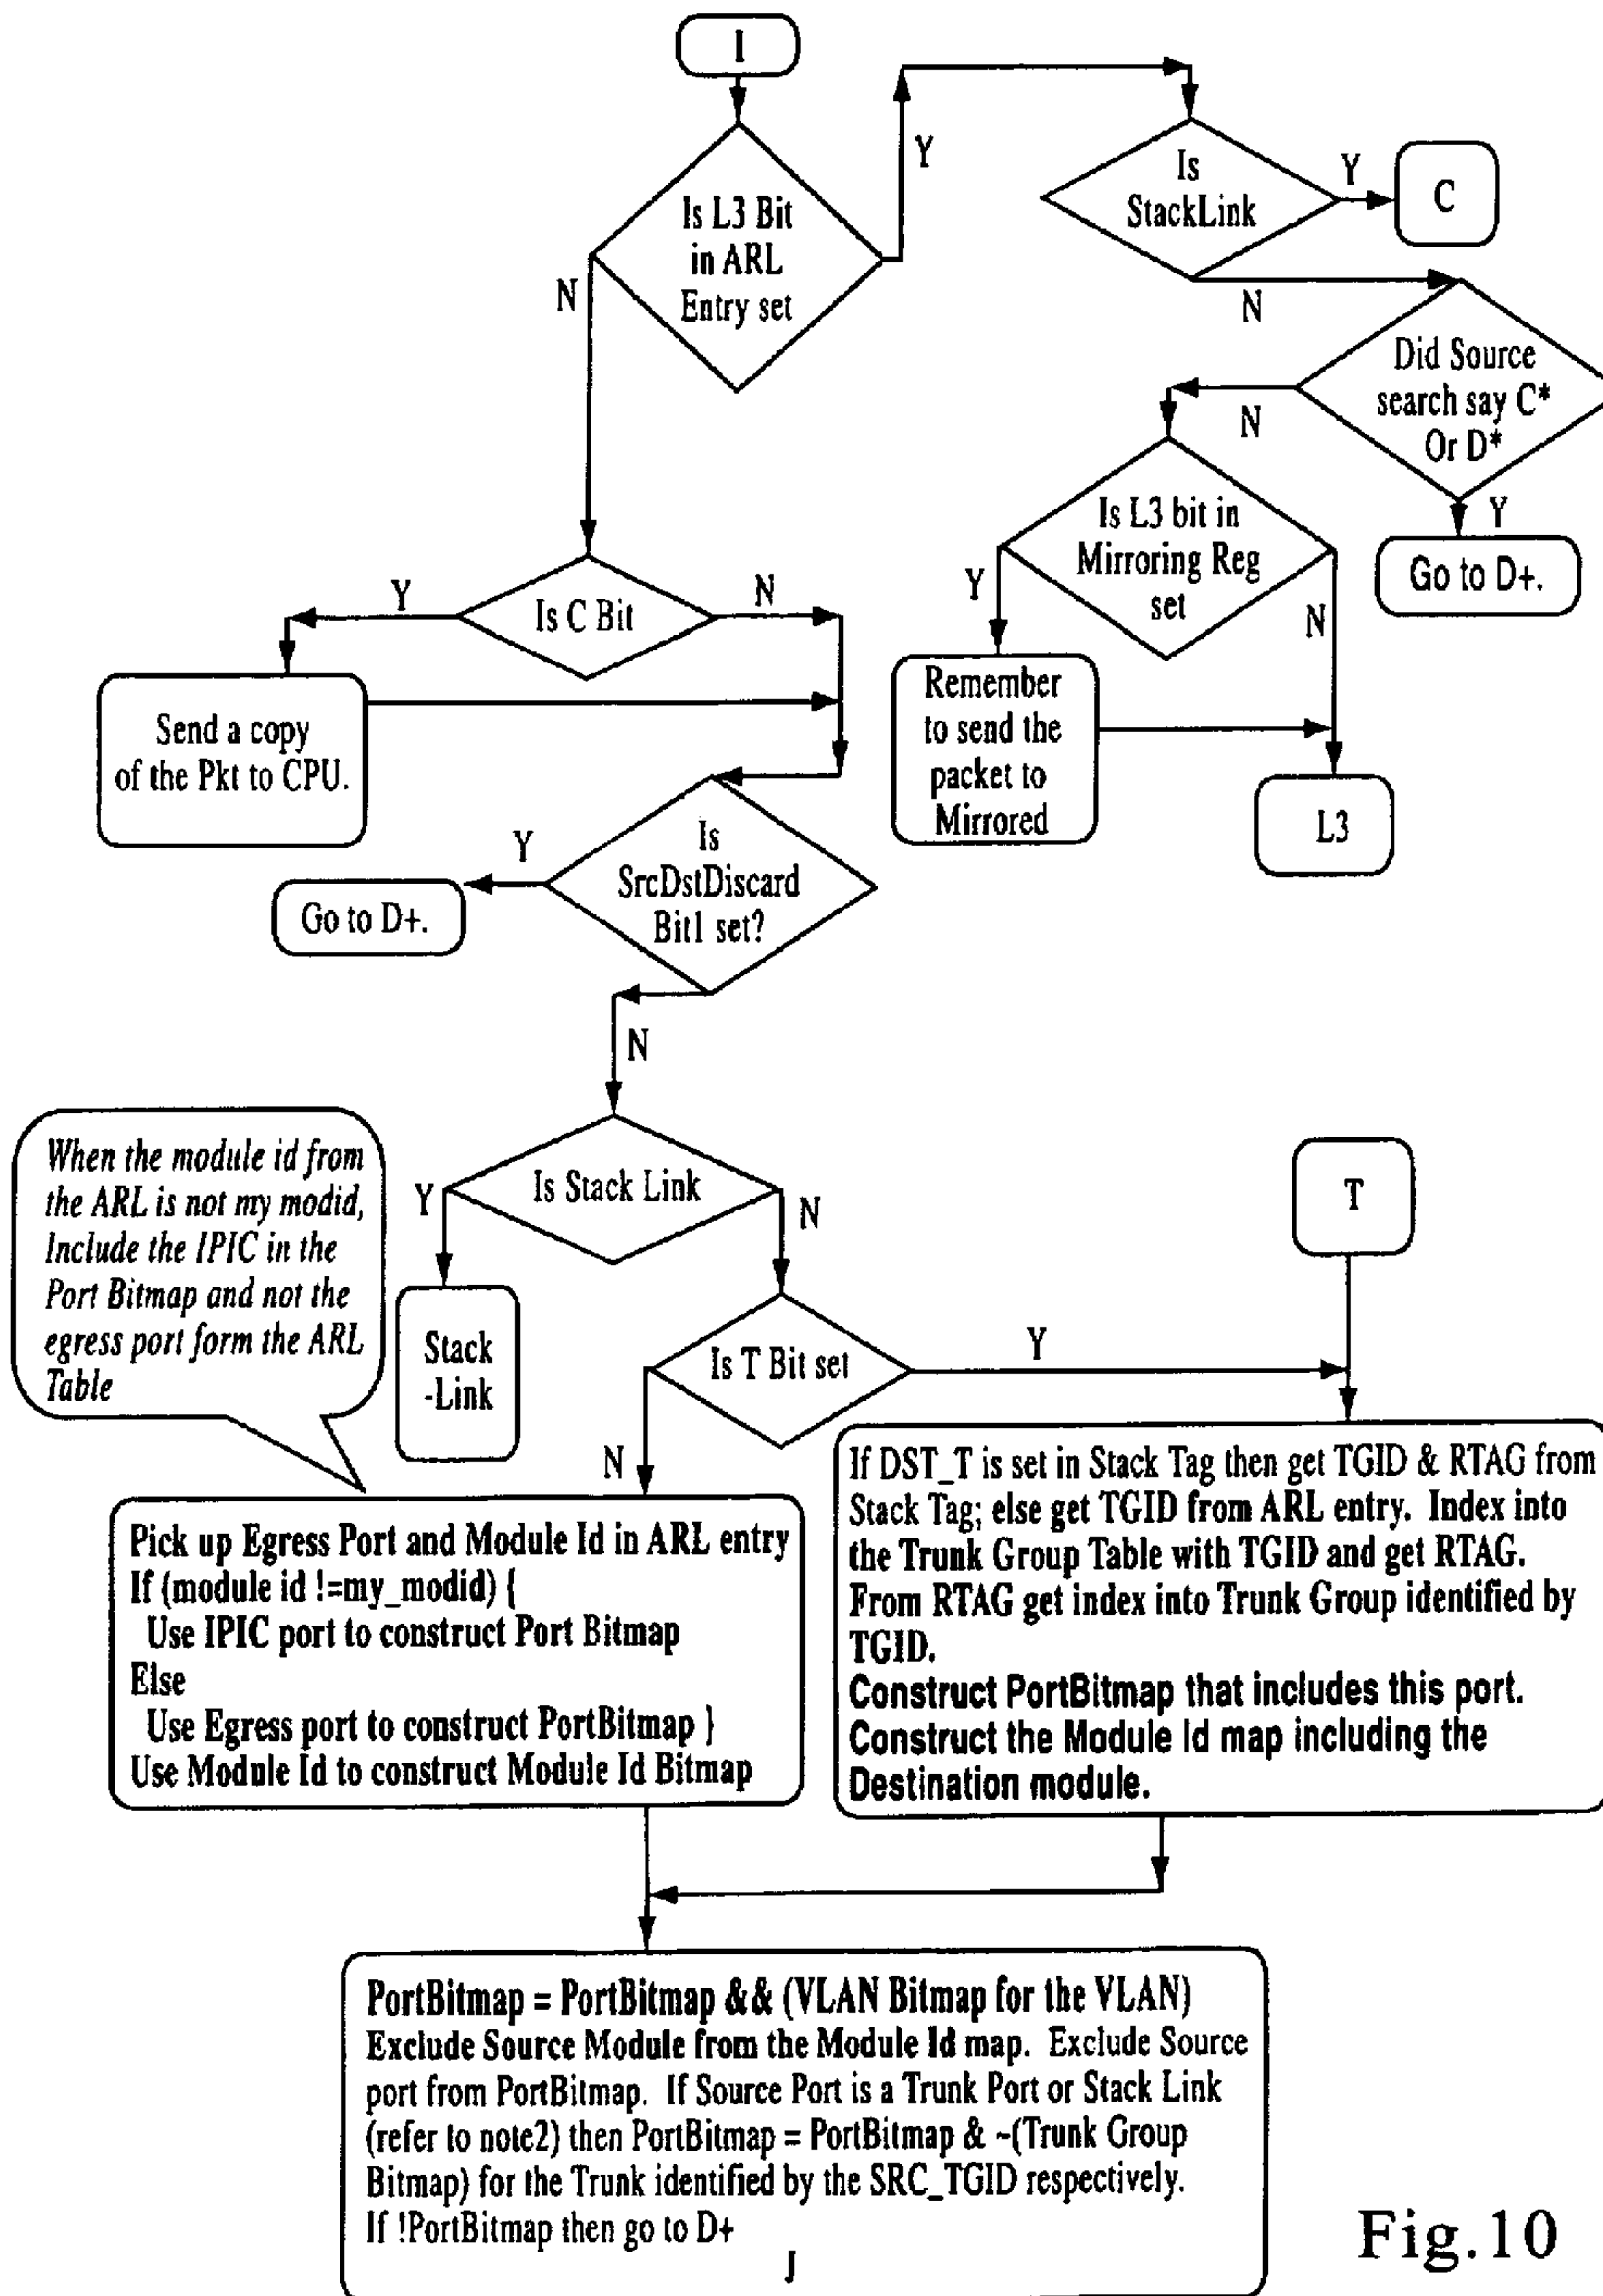 I
Is L3 Bit
in ARL
Entry set
Y
N
Is
StackLink
Y
C
N
Did Source
search say C*
Or D*
N
Y
Go to D+.
Is L3 bit in
Mirroring Reg
set
Y
N
Remember
to send the
packet to
Mirrored
L3
Is C Bit
Y
N
Send a copy
of the Pkt to CPU.
Is
SrcDstDiscard
Bit1 set?
Y
Go to D+.
N
Is Stack Link
Y
N
Stack
-Link
When the module id from
the ARL is not my modid,
Include the IPIC in the
Port Bitmap and not the
egress port form the ARL
Table
T
Is T Bit set
Y
N
Pick up Egress Port and Module Id in ARL entry
If (module id !=my_modid) {
Use IPIC port to construct Port Bitmap
Else
Use Egress port to construct PortBitmap }
Use Module Id to construct Module Id Bitmap
If DST_T is set in Stack Tag then get TGID & RTAG from
Stack Tag; else get TGID from ARL entry. Index into
the Trunk Group Table with TGID and get RTAG.
From RTAG get index into Trunk Group identified by
TGID.
Construct PortBitmap that includes this port.
Construct the Module Id map including the
Destination module.
PortBitmap = PortBitmap && (VLAN Bitmap for the VLAN)
Exclude Source Module from the Module Id map. Exclude Source
port from PortBitmap. If Source Port is a Trunk Port or Stack Link
(refer to note2) then PortBitmap = PortBitmap & ~(Trunk Group
Bitmap) for the Trunk identified by the SRC_TGID respectively.
If !PortBitmap then go to D+
J
Fig.10